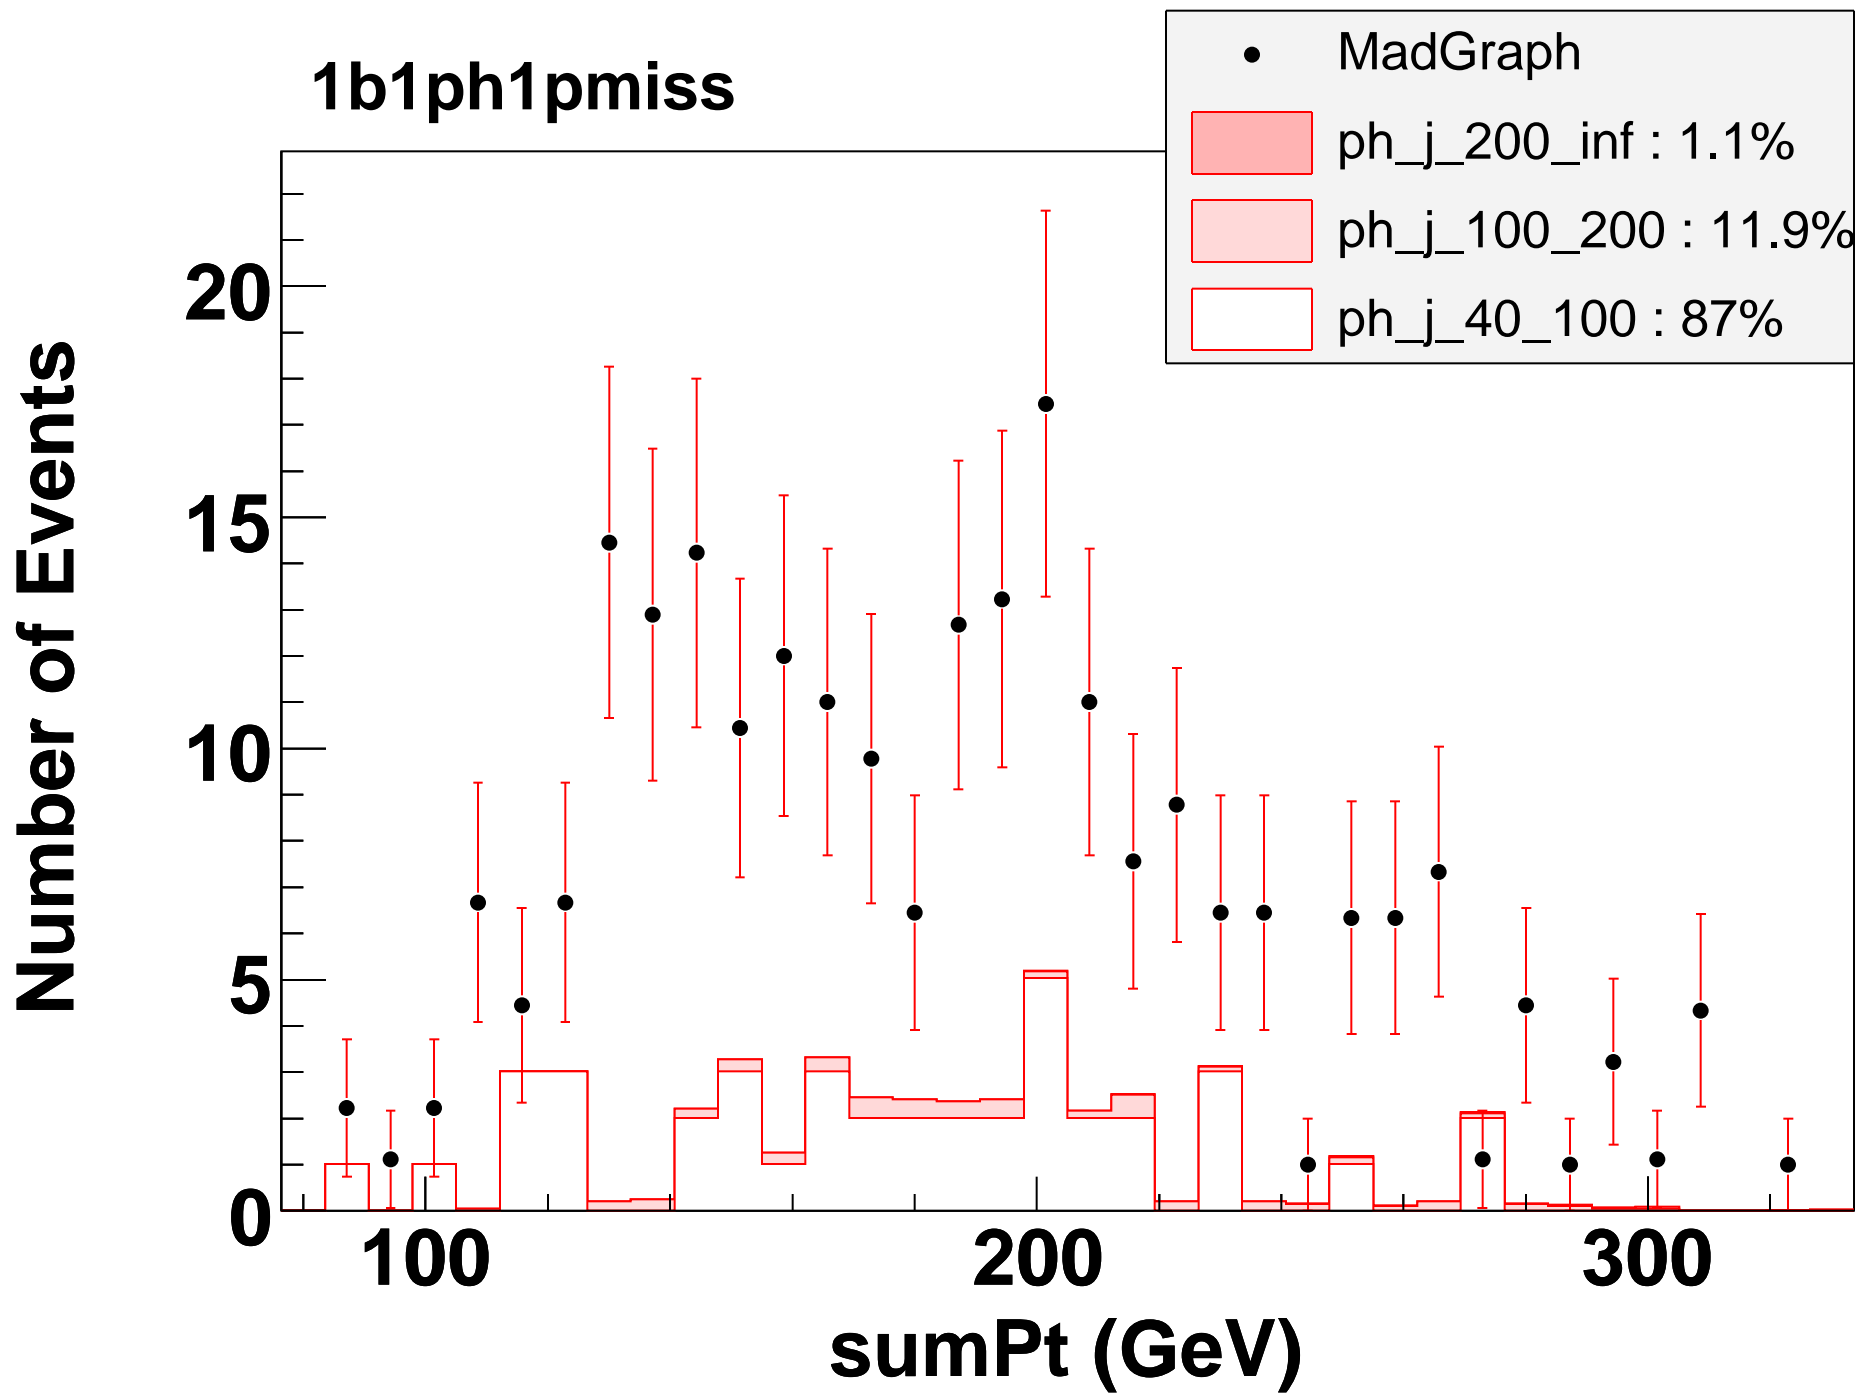 1b1ph1pmiss
MadGraph
ph_j_200_inf : 1.1%
ph_j_100_200 : 11.9%
ph_j_40_100 : 87%
Number of Events
20
15
10
5
0
100 200 300
sumPt (GeV)